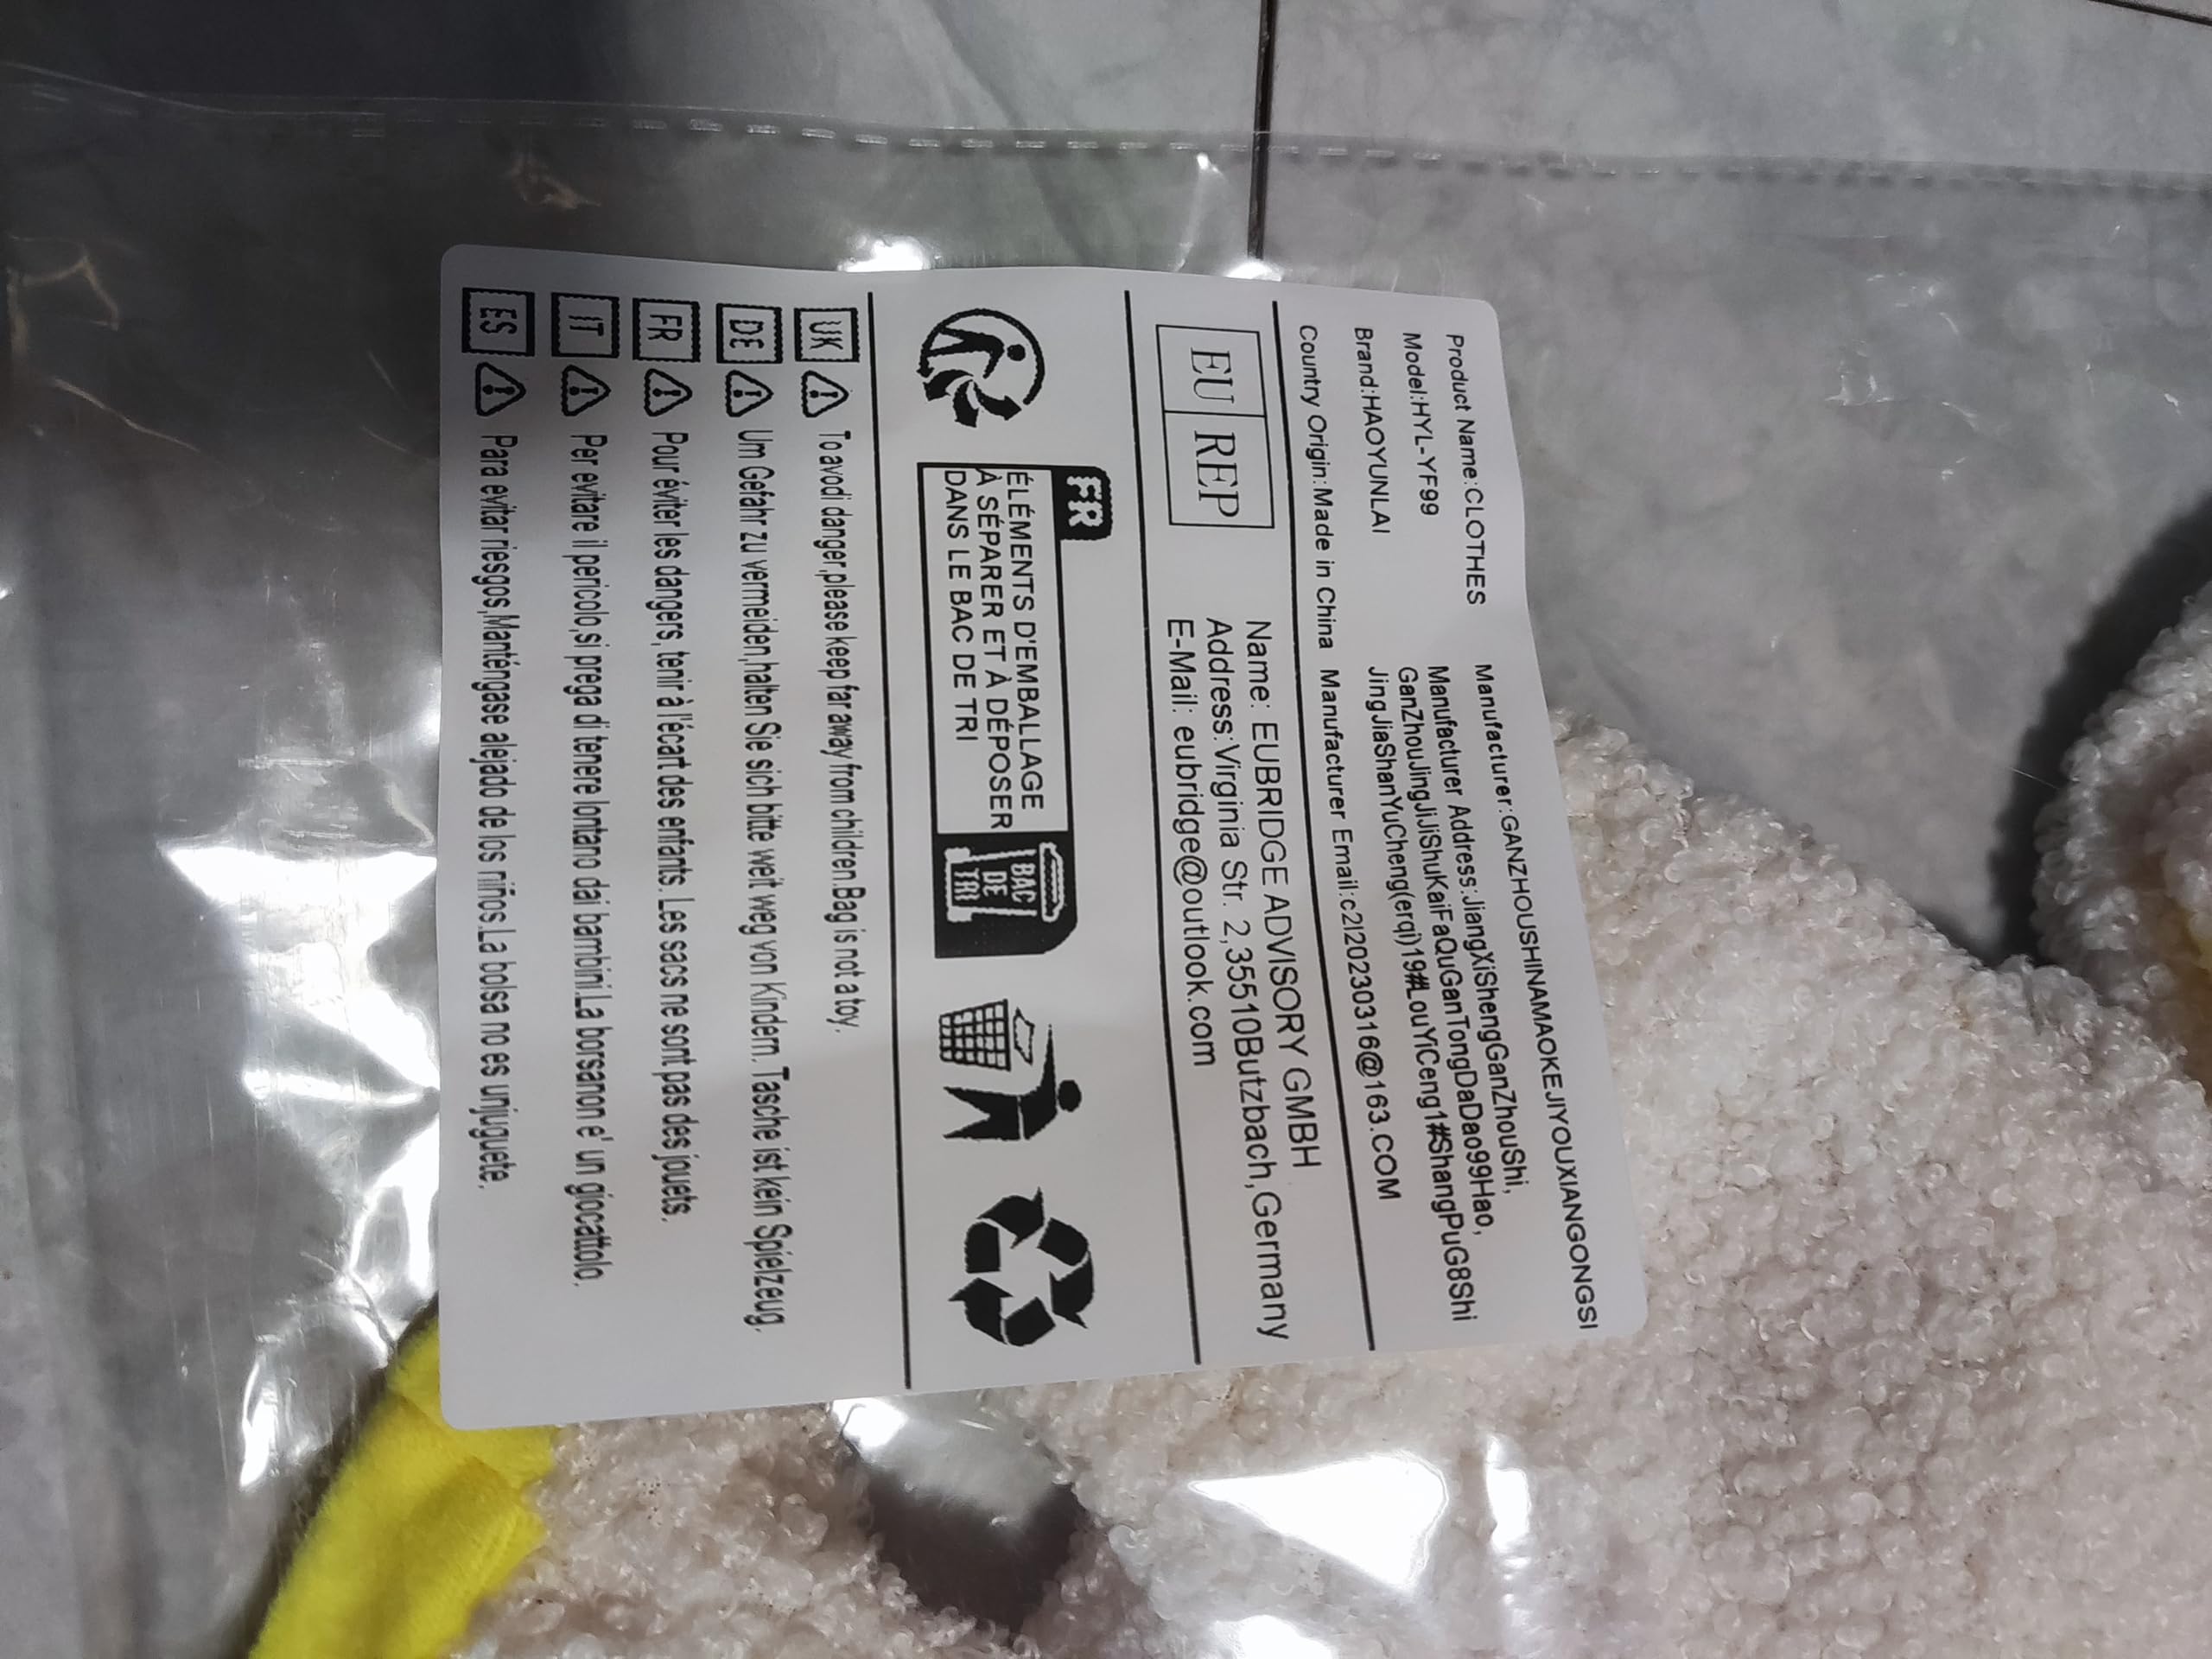 Product Name:CLOTHES
Model:HYL-YF99
Brand:HAOYUNLAI
Country Origin:Made in China
Manufacturer:GANZHOUSHINAMAOKEJIYOUXIANGONGSI
Manufacturer Address:JiangXiShengGanZhouShi,
GanZhouJingJiJiShuKaiFaQuGanTongDaDao99Hao,
JingJiaShanYuCheng(erqi)19#LouYiCeng1#ShangPuG8Shi
Manufacturer Email:c2l20230316@163.COM
EU REP
Name: EUBRIDGE ADVISORY GMBH
Address:Virginia Str. 2,35510Butzbach,Germany
E-Mail: eubridge@outlook.com
FR
ÉLÉMENTS D'EMBALLAGE
À SÉPARER ET À DÉPOSER
DANS LE BAC DE TRI
BAC
DE
TRI
UK To avodi danger,please keep far away from children.Bag is not a toy.
DE Um Gefahr zu vermeiden,halten Sie sich bitte weit weg von Kindern. Tasche ist kein Spielzeug.
FR Pour éviter les dangers, tenir à l'écart des enfants. Les sacs ne sont pas des jouets.
IT Per evitare il pericolo,si prega di tenere lontano dai bambini.La borsanon e' un giocattolo.
ES Para evitar riesgos,Manténgase alejado de los niños.La bolsa no es unjuguete.